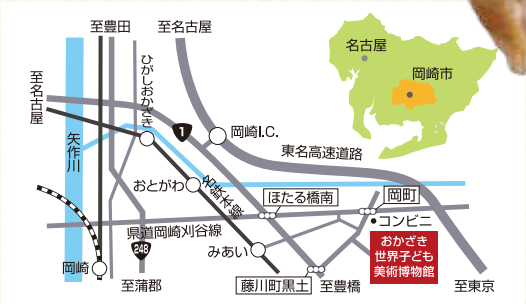 至豊田
至名古屋
至名古屋
ひがしおかざき
名古屋
岡崎市
1
岡崎I.C.
東名高速道路
矢作川
おとがわ
名鉄本線
ほたる橋南
岡町
コンビニ
県道岡崎刈谷線
248
みあい
おかざき
世界子ども
美術博物館
岡崎
至蒲郡
藤川町黒土
至豊橋
至東京